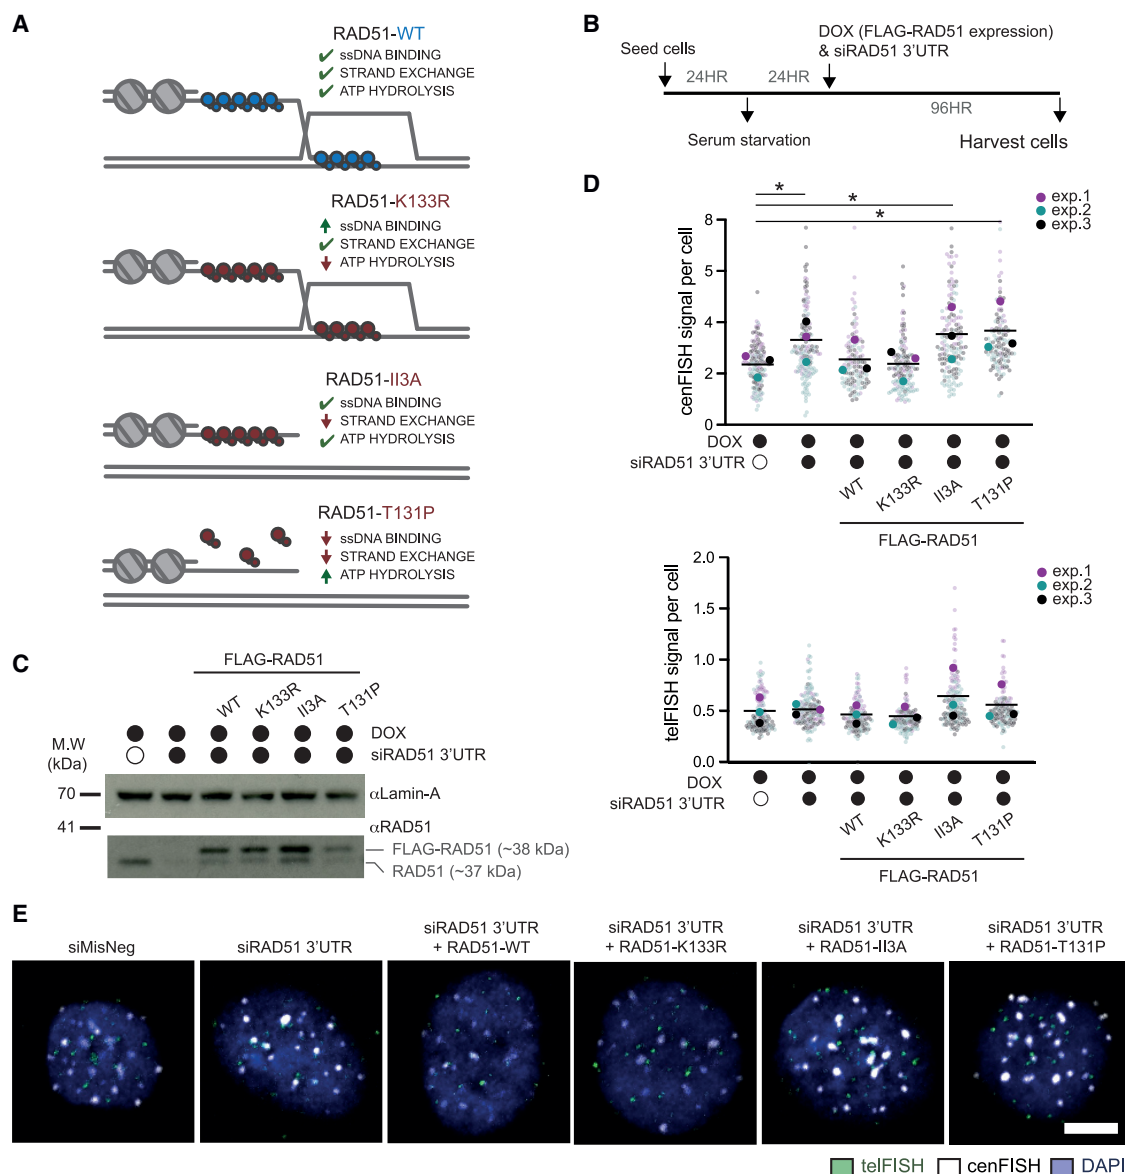 A
RAD51-WT
ssDNA BINDING
STRAND EXCHANGE
ATP HYDROLYSIS
RAD51-K133R
ssDNA BINDING
STRAND EXCHANGE
ATP HYDROLYSIS
RAD51-II3A
ssDNA BINDING
STRAND EXCHANGE
ATP HYDROLYSIS
RAD51-T131P
ssDNA BINDING
STRAND EXCHANGE
ATP HYDROLYSIS
B
DOX (FLAG-RAD51 expression)
& siRAD51 3'UTR
Seed cells
24HR
24HR
96HR
Serum starvation
Harvest cells
C
FLAG-RAD51
WT
K133R
II3A
T131P
DOX
siRAD51 3'UTR
M.W
(kDa)
70
αLamin-A
41
αRAD51
FLAG-RAD51 (~38 kDa)
RAD51 (~37 kDa)
D
* * *
exp.1
exp.2
exp.3
cenFISH signal per cell
8
5
4
2
0
DOX
siRAD51 3'UTR
WT
K133R
II3A
T131P
FLAG-RAD51
exp.1
exp.2
exp.3
telFISH signal per cell
2.0
1.5
1.0
0.5
0.0
DOX
siRAD51 3'UTR
WT
K133R
II3A
T131P
FLAG-RAD51
E
siMisNeg
siRAD51 3'UTR
siRAD51 3'UTR
+ RAD51-WT
siRAD51 3'UTR
+ RAD51-K133R
siRAD51 3'UTR
+ RAD51-II3A
siRAD51 3'UTR
+ RAD51-T131P
telFISH
cenFISH
DAPI